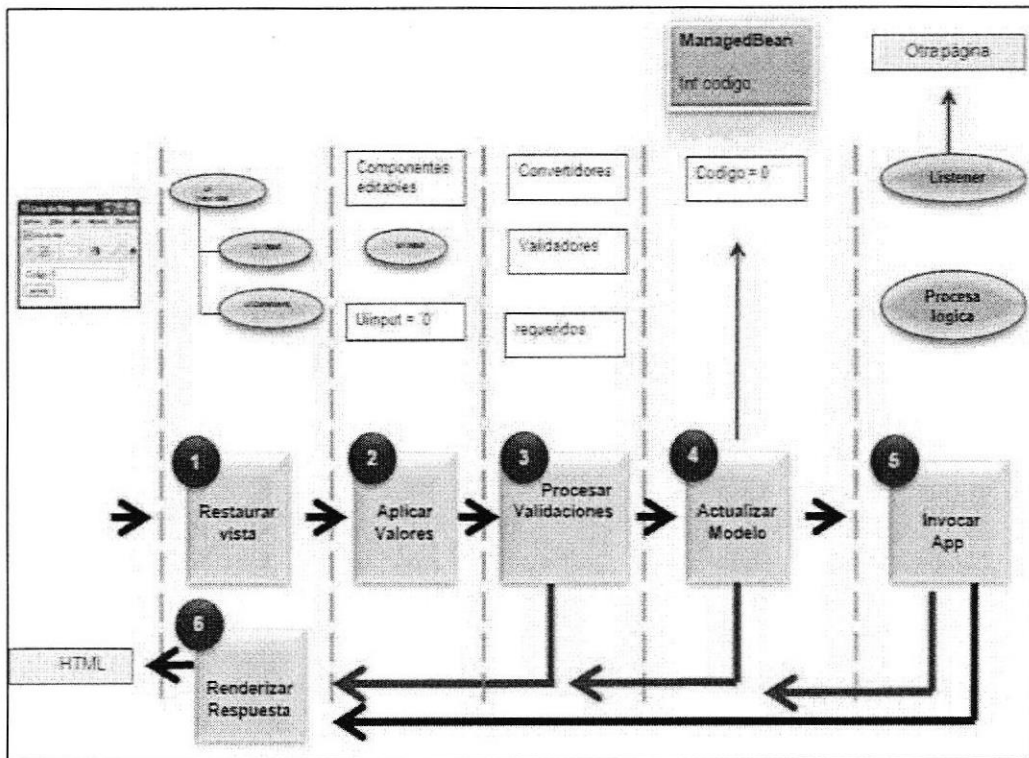 ManagedBean
Int codigo
Otra página
Componentes
editables
Convertidores
Codigo = 0
Listener
Validadores
UIinput = '0'
requeridos
Procesa
logica
1
2
3
4
5
Restaurar
vista
Aplicar
Valores
Procesar
Validaciones
Actualizar
Modelo
Invocar
App
6
HTML
Renderizar
Respuesta